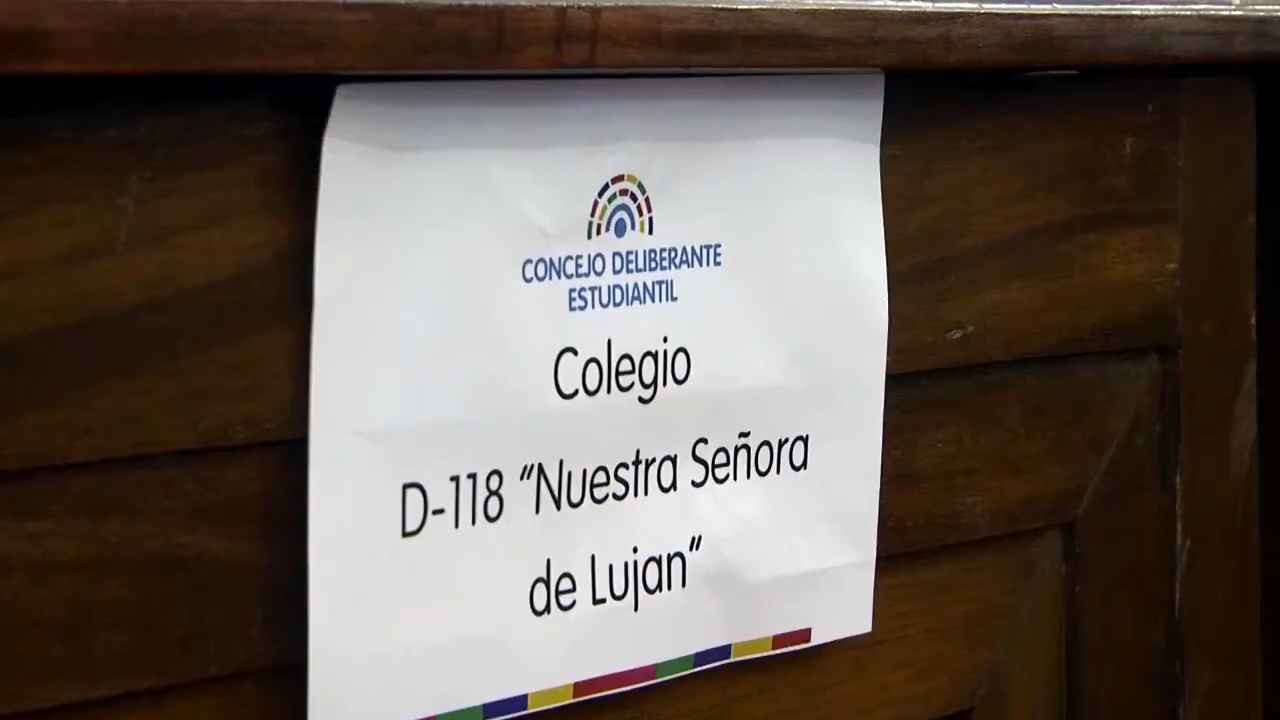 CONCEJO DELIBERANTE
ESTUDIANTIL
Colegio
D-118 “Nuestra Señora
de Lujan”